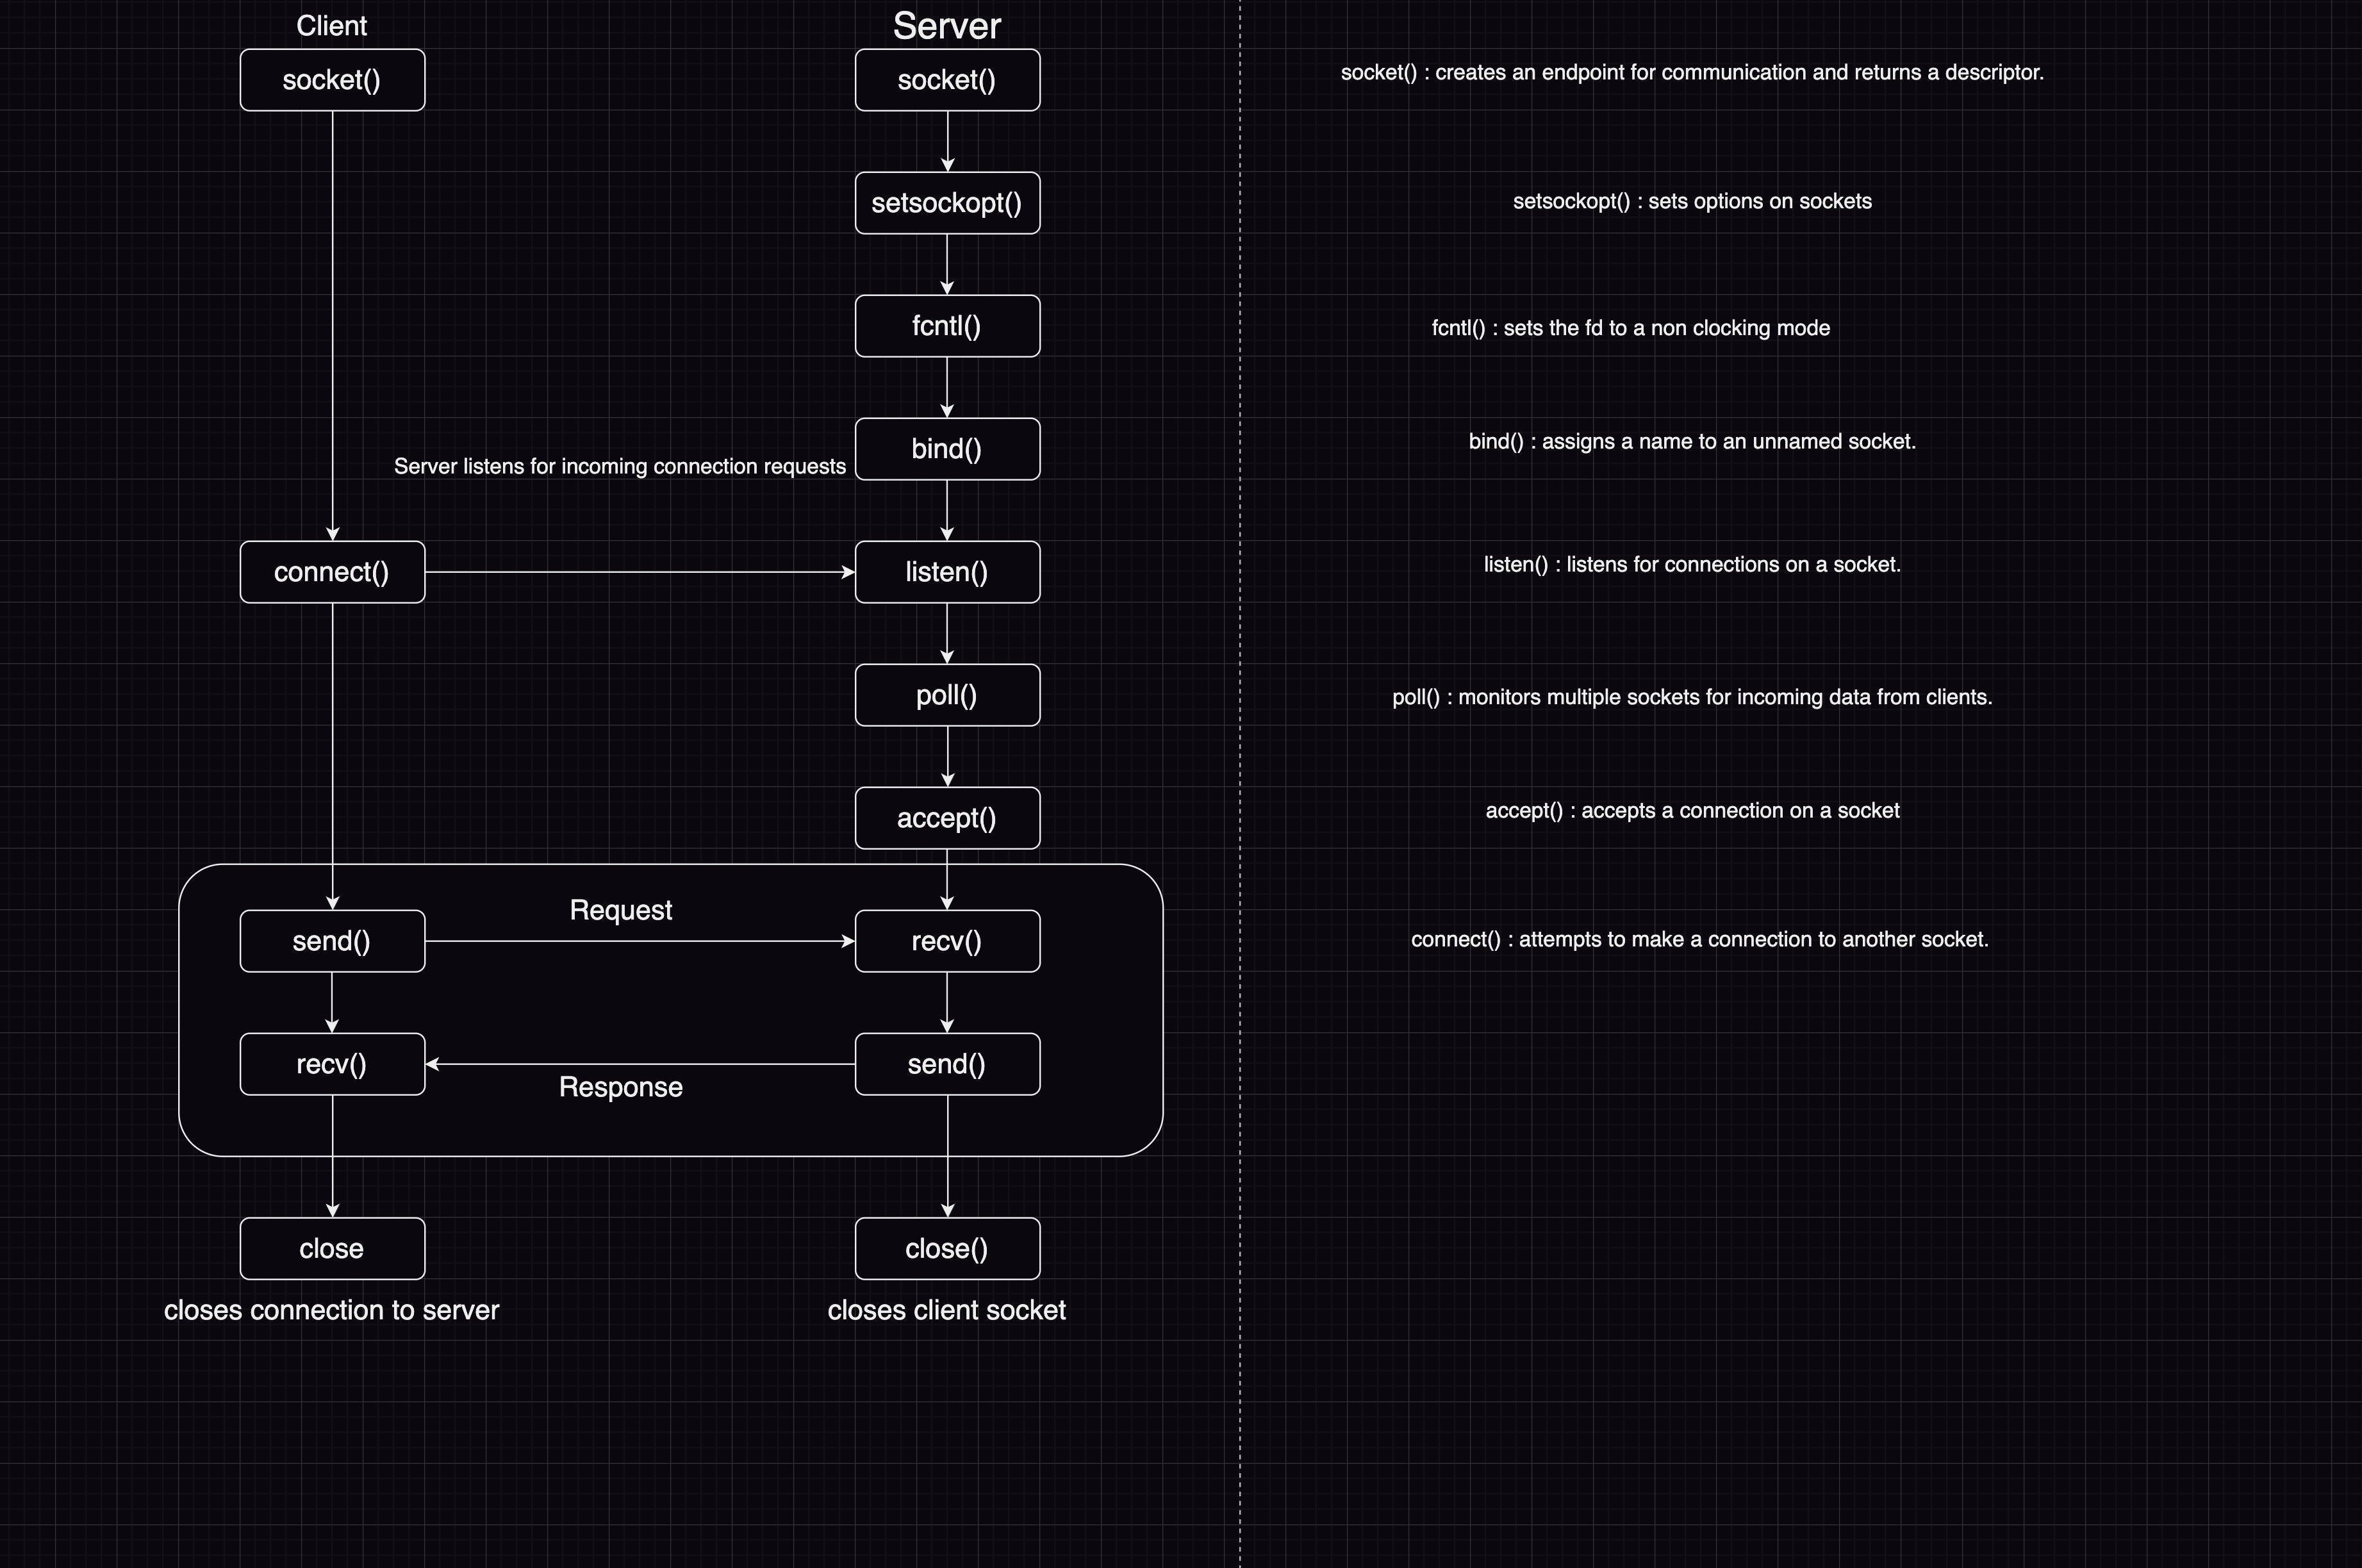 Client
Server
socket()
socket()
socket() : creates an endpoint for communication and returns a descriptor.
setsockopt()
setsockopt() : sets options on sockets
fcntl()
fcntl() : sets the fd to a non clocking mode
bind()
bind() : assigns a name to an unnamed socket.
Server listens for incoming connection requests
connect()
listen()
listen() : listens for connections on a socket.
poll()
poll() : monitors multiple sockets for incoming data from clients.
accept()
accept() : accepts a connection on a socket
Request
send()
recv()
connect() : attempts to make a connection to another socket.
recv()
send()
Response
close
close()
closes connection to server
closes client socket